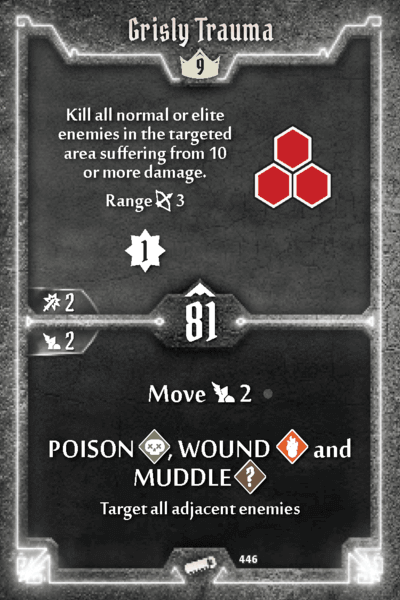 Grisly Trauma
9
Kill all normal or elite
enemies in the targeted
area suffering from 10
or more damage.
Range 3
1
2
81
2
Move 2
POISON , WOUND and
MUDDLE ?
Target all adjacent enemies
446